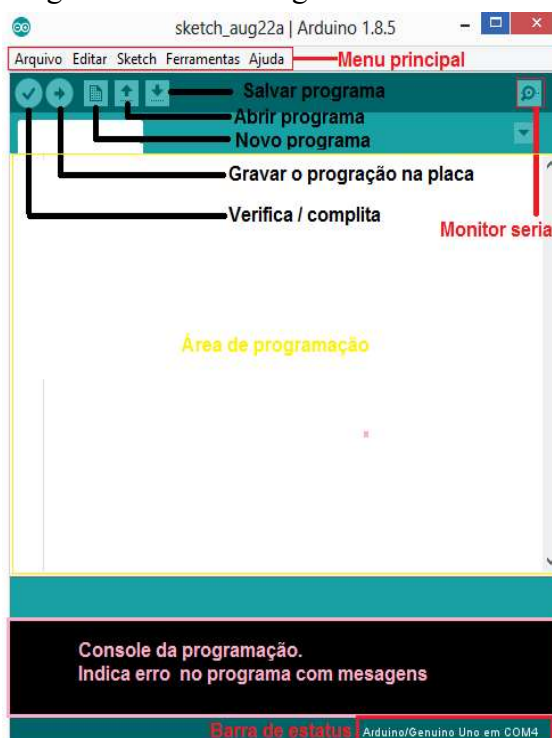 sketch_aug22a | Arduino 1.8.5
Arquivo Editar Sketch Ferramentas Ajuda Menu principal
Salvar programa
Abrir programa
Novo programa
Gravar o progração na placa
Verifica / complita
Monitor seria
Área de programação
Console da programação.
Indica erro no programa com mesagens
Barra de estatus Arduino/Genuino Uno em COM4